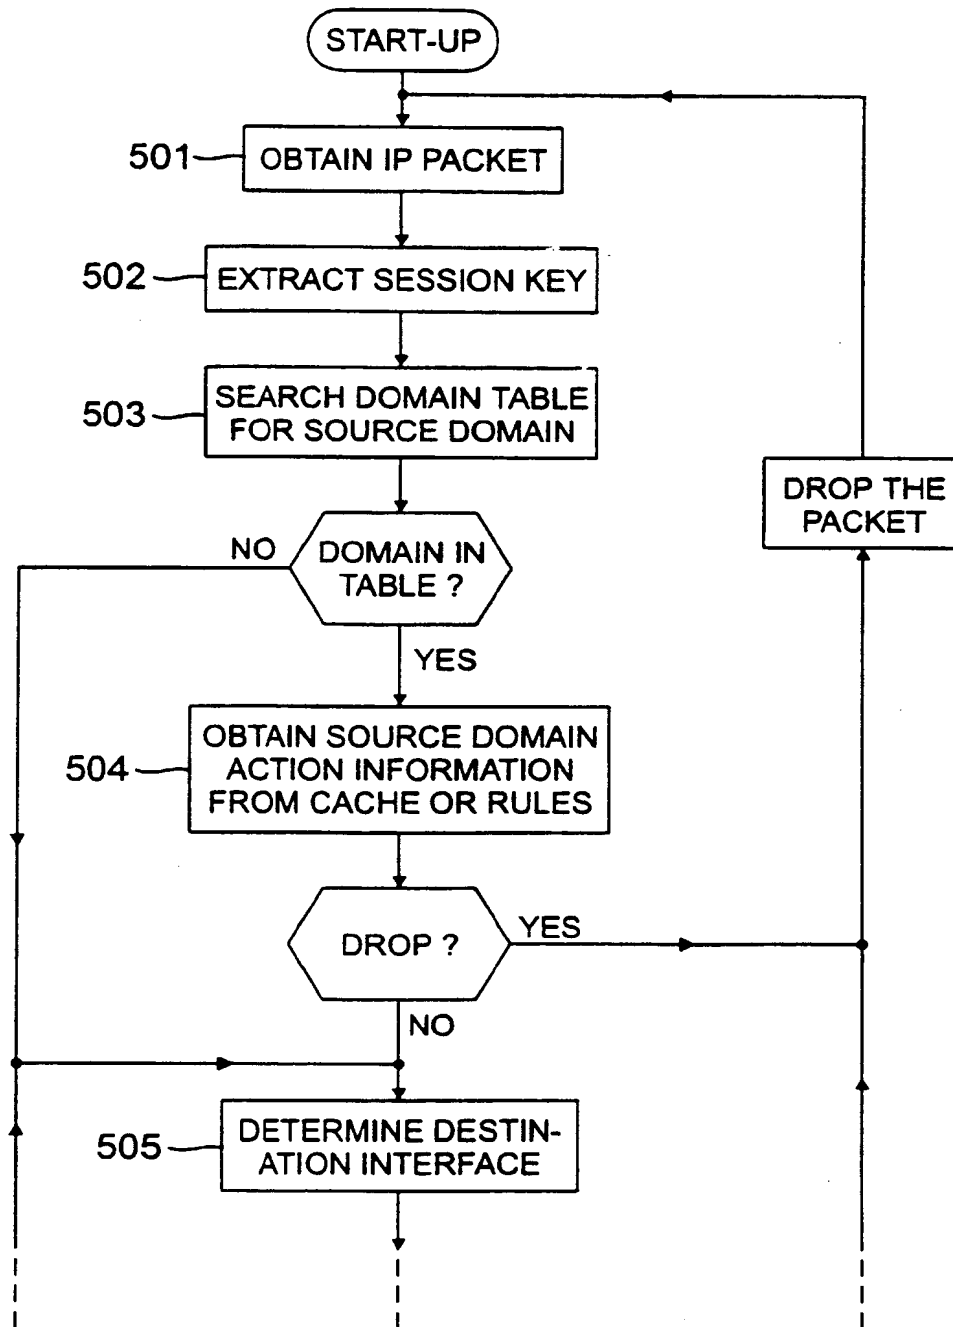 START-UP
501
OBTAIN IP PACKET
502
EXTRACT SESSION KEY
503
SEARCH DOMAIN TABLE
FOR SOURCE DOMAIN
DROP THE
PACKET
NO
DOMAIN IN
TABLE ?
YES
504
OBTAIN SOURCE DOMAIN
ACTION INFORMATION
FROM CACHE OR RULES
DROP ?
YES
NO
505
DETERMINE DESTIN-
ATION INTERFACE